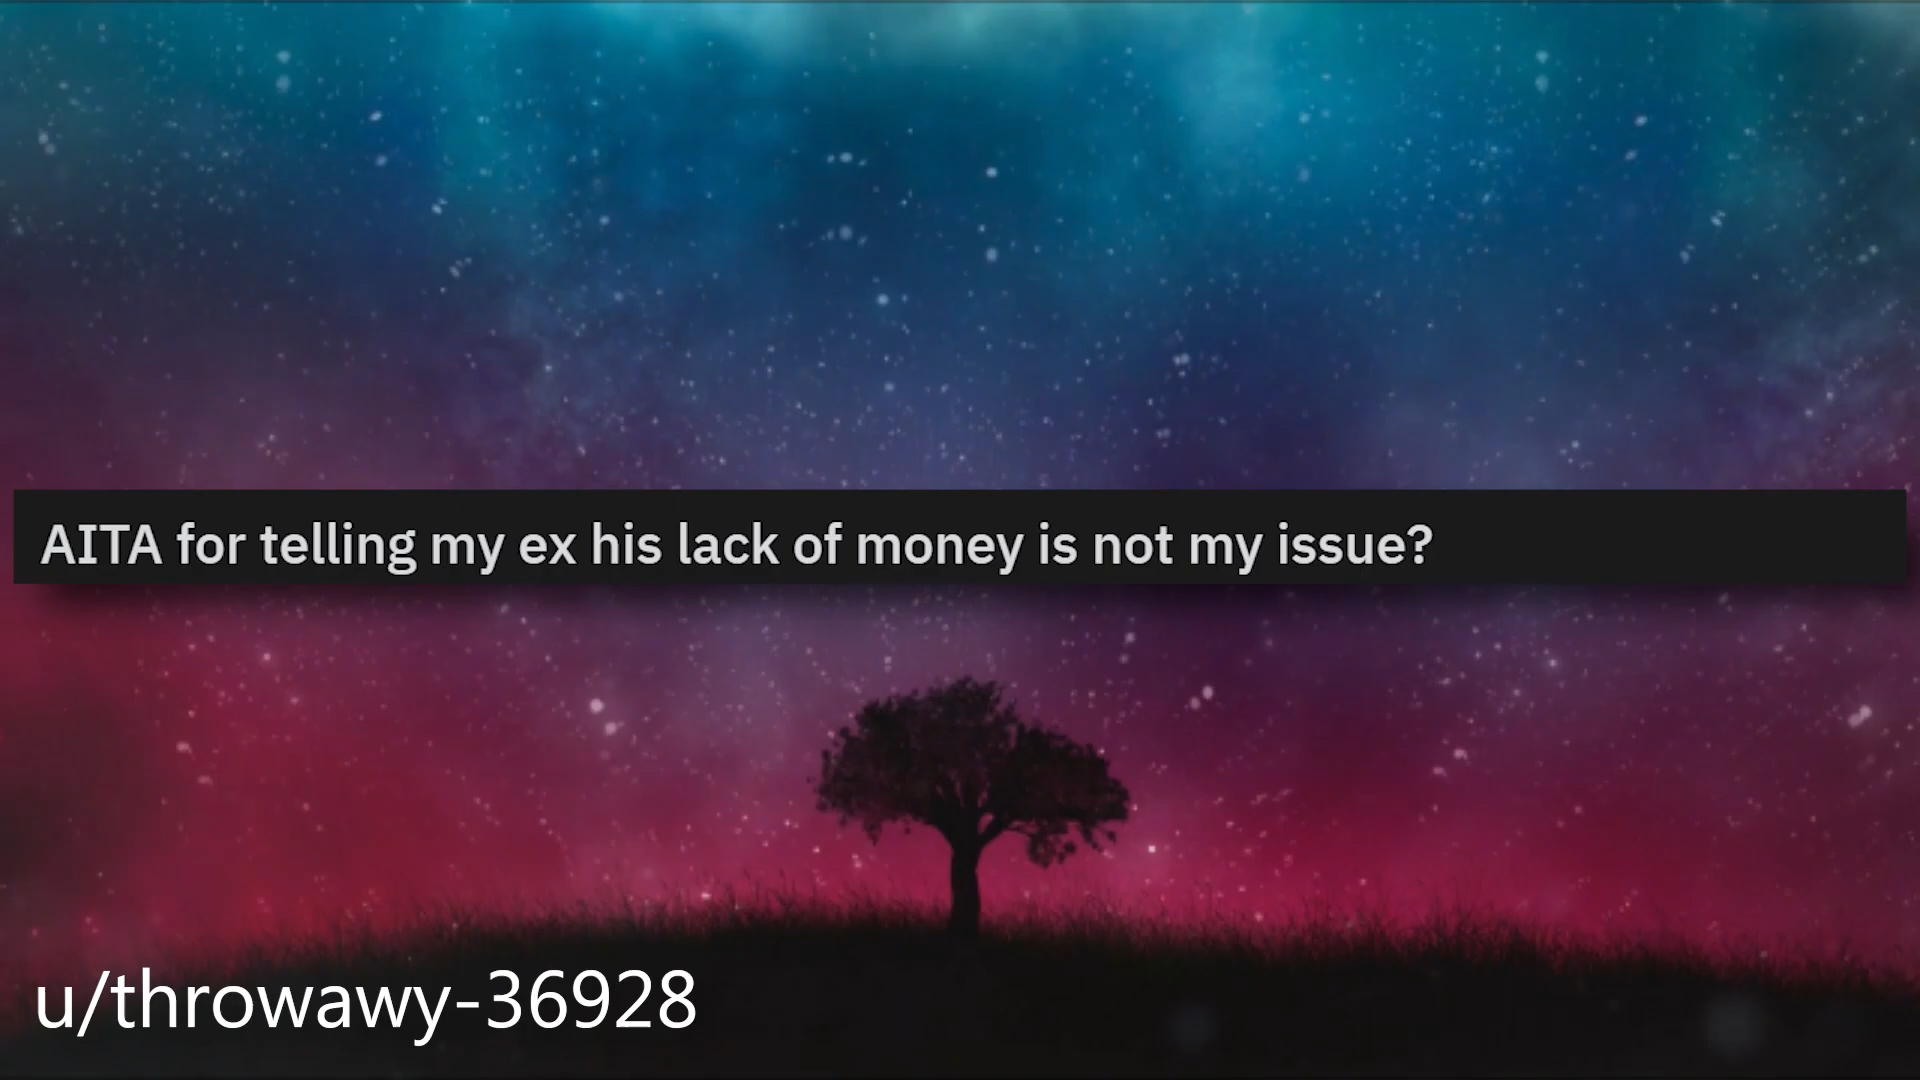 AITA for telling my ex his lack of money is not my issue?
u/throwawy-36928